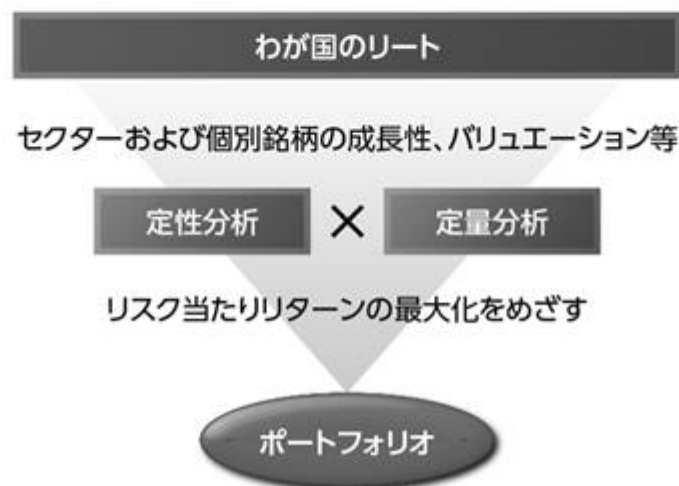 わが国のリート
セクターおよび個別銘柄の成長性、バリュエーション等
定性分析 × 定量分析
リスク当たりリターンの最大化をめざす
ポートフォリオ